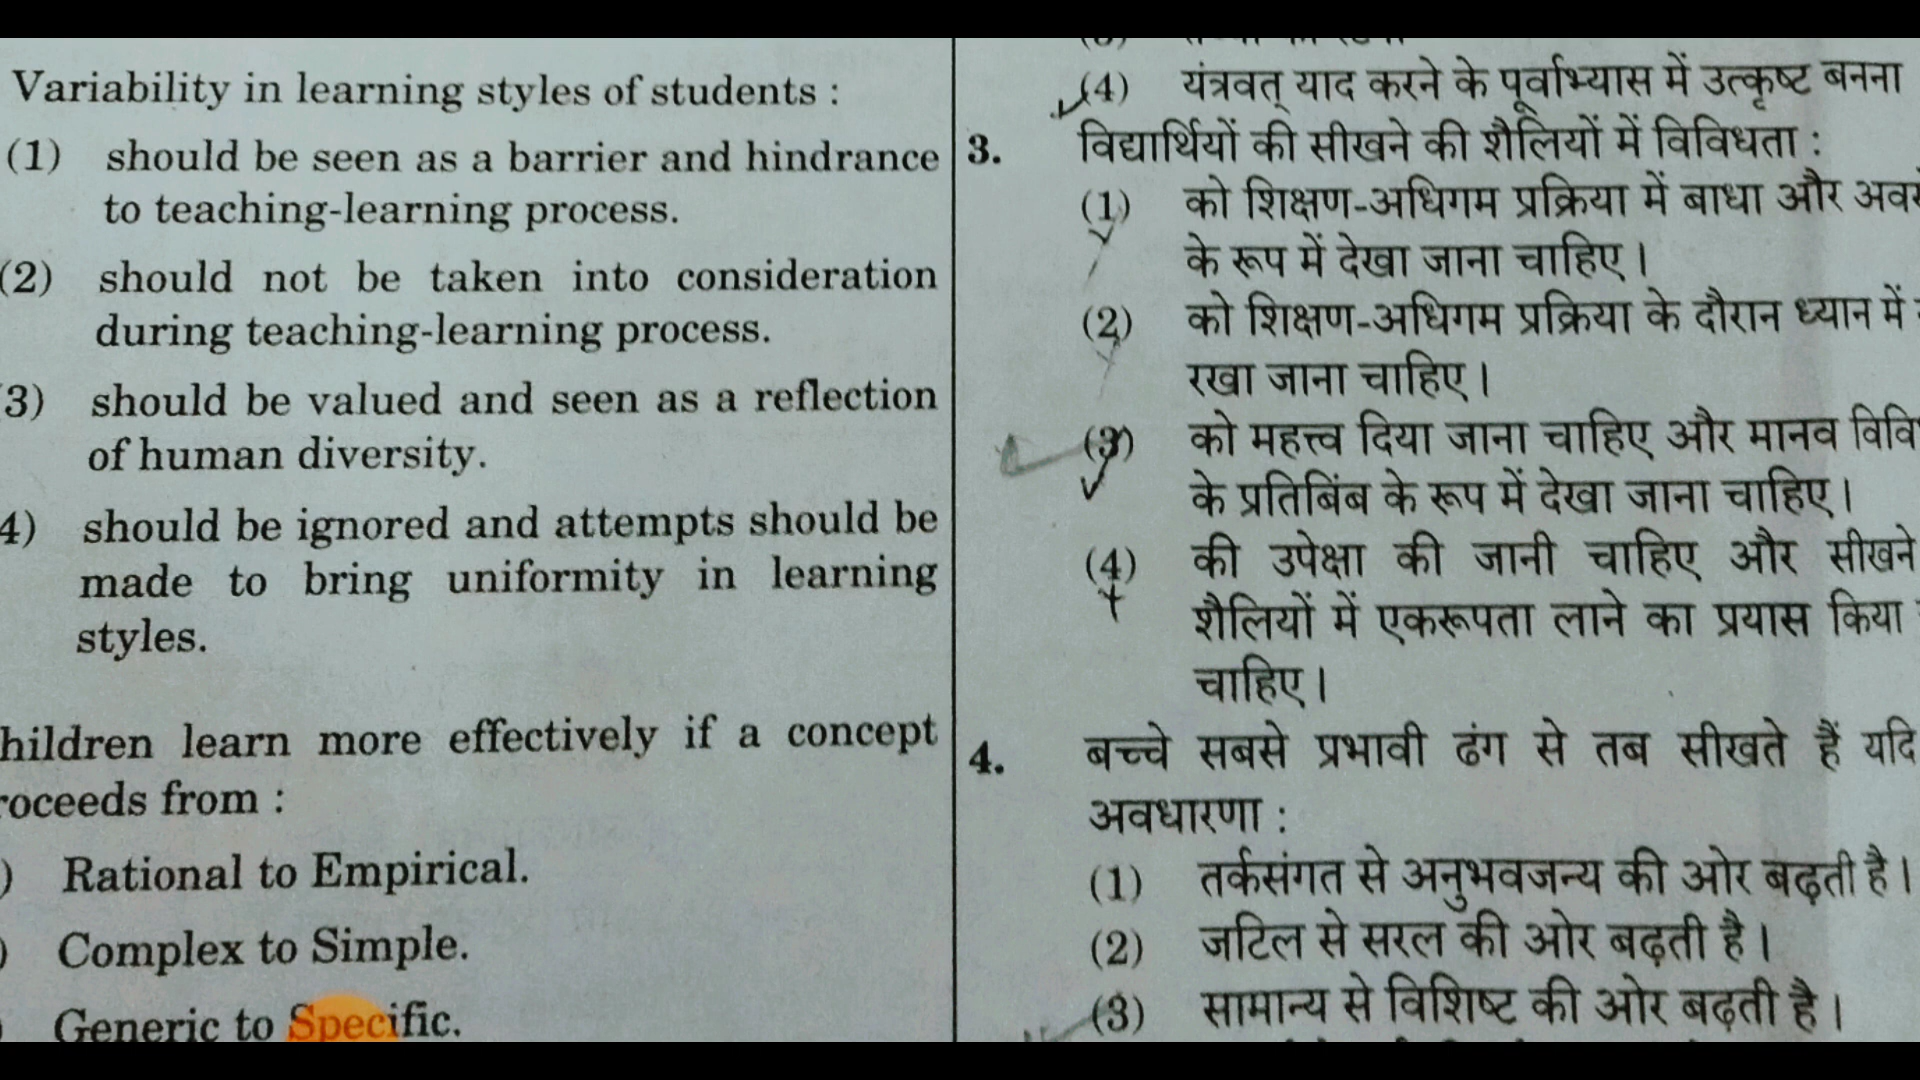 Variability in learning styles of students :
(1) should be seen as a barrier and hindrance
to teaching-learning process.
(2) should not be taken into consideration
during teaching-learning process.
3) should be valued and seen as a reflection
of human diversity.
4) should be ignored and attempts should be
made to bring uniformity in learning
styles.
hildren learn more effectively if a concept
roceeds from :
) Rational to Empirical.
) Complex to Simple.
Generic to Specific.
(4) यंत्रवत् याद करने के पूर्वाभ्यास में उत्कृष्ट बनना
3. विद्यार्थियों की सीखने की शैलियों में विविधता :
(1) को शिक्षण-अधिगम प्रक्रिया में बाधा और
के रूप में देखा जाना चाहिए ।
(2) को शिक्षण-अधिगम प्रक्रिया के दौरान ध्यान में
रखा जाना चाहिए ।
(3) को महत्त्व दिया जाना चाहिए और मानव
के प्रतिबिंब के रूप में देखा जाना चाहिए ।
(4) की उपेक्षा की जानी चाहिए और सीखने
शैलियों में एकरूपता लाने का प्रयास किया
चाहिए ।
4. बच्चे सबसे प्रभावी ढंग से तब सीखते हैं यदि
अवधारणा :
(1) तर्कसंगत से अनुभवजन्य की ओर बढ़ती है ।
(2) जटिल से सरल की ओर बढ़ती है ।
(3) सामान्य से विशिष्ट की ओर बढ़ती है ।